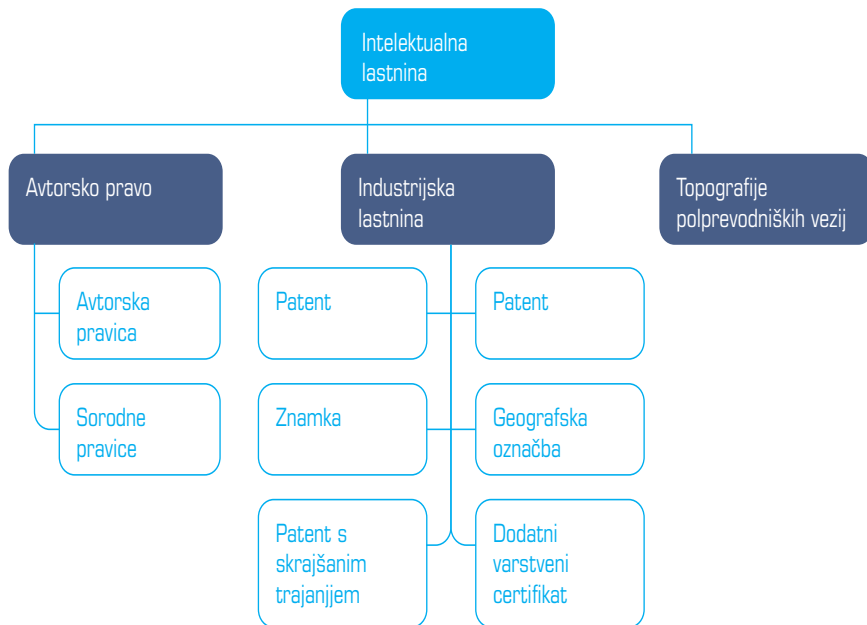 Intelektualna
lastnina
Avtorsko pravo
Industrijska
lastnina
Topografije
polprevodniških vezij
Avtorska
pravica
Patent
Patent
Sorodne
pravice
Znamka
Geografska
označba
Patent s
skrajšanim
trajanjjem
Dodatni
varstveni
certifikat